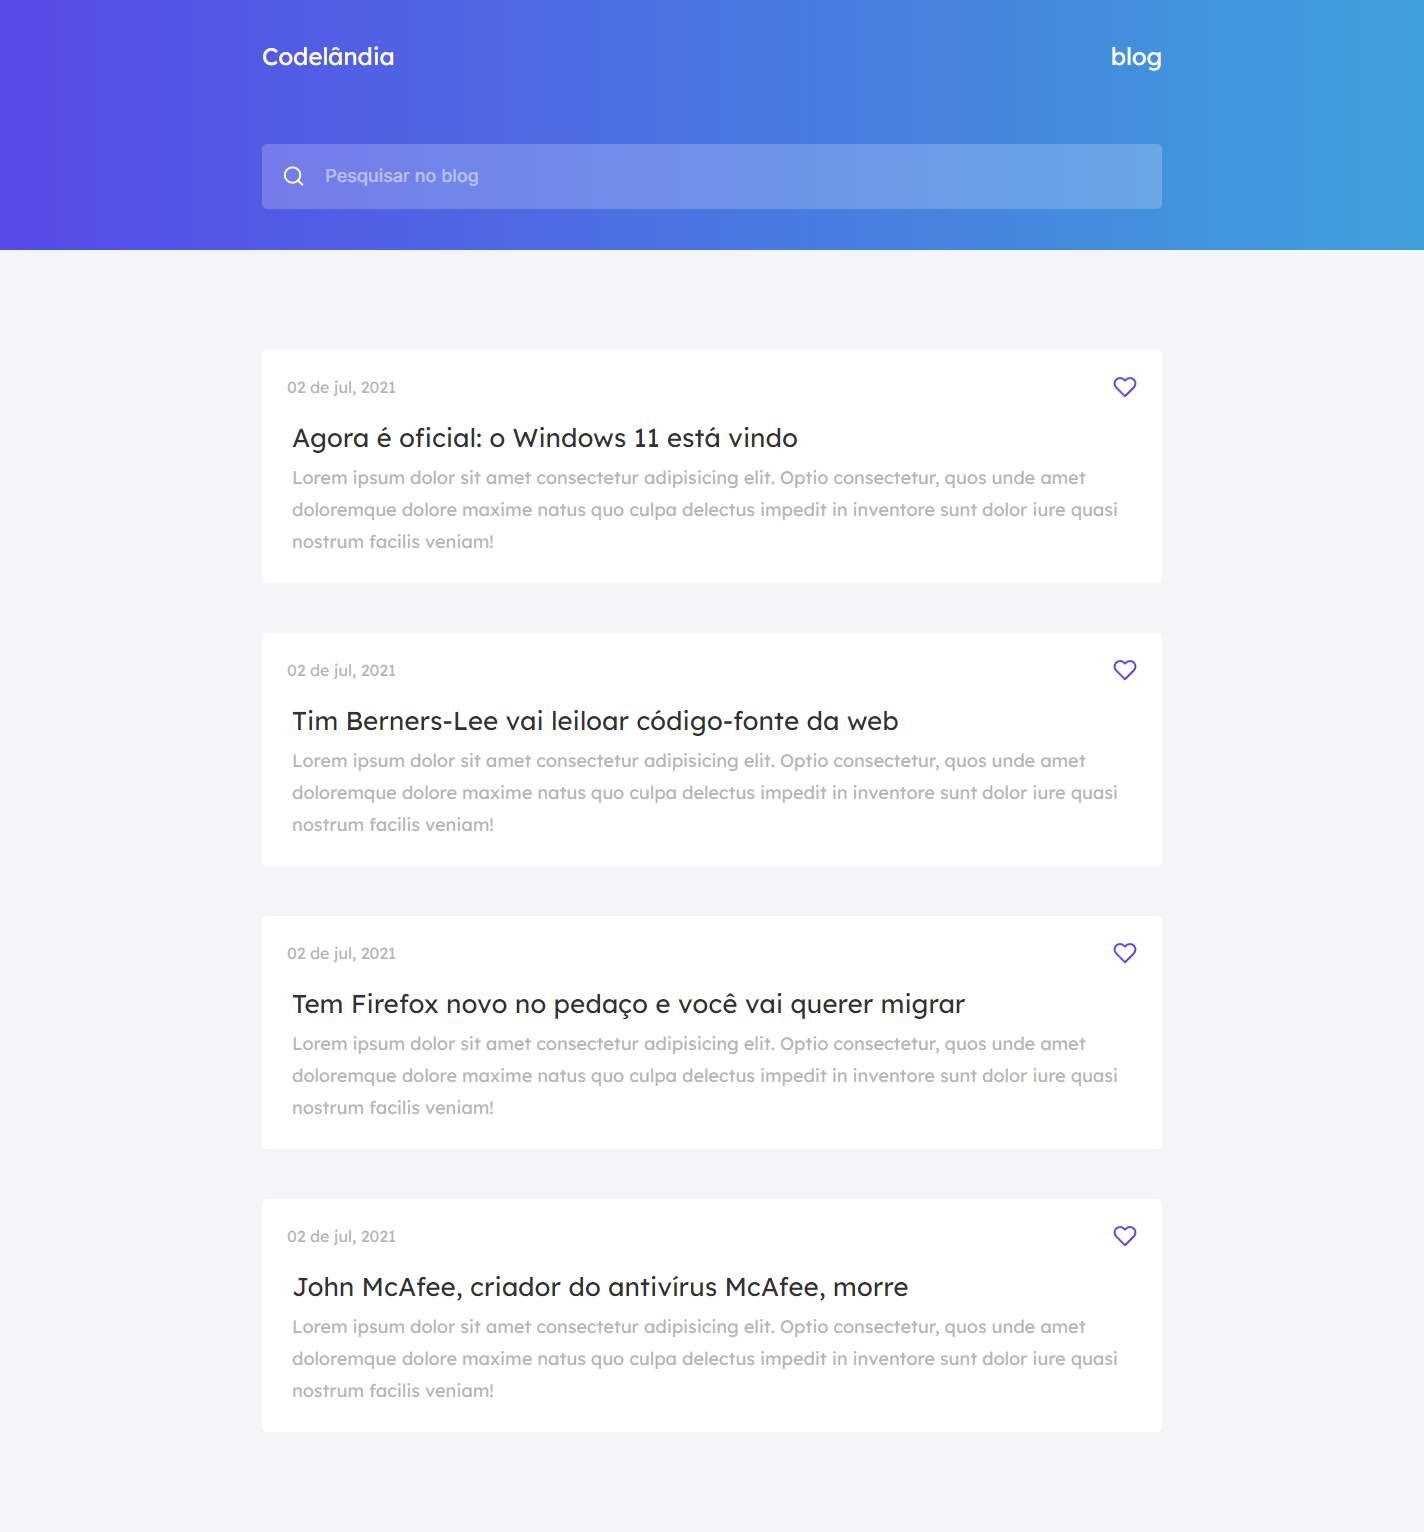 Codelândia
blog
Pesquisar no blog
02 de jul, 2021
Agora é oficial: o Windows 11 está vindo
Lorem ipsum dolor sit amet consectetur adipisicing elit. Optio consectetur, quos unde amet
doloremque dolore maxime natus quo culpa delectus impedit in inventore sunt dolor iure quasi
nostrum facilis veniam!
02 de jul, 2021
Tim Berners-Lee vai leiloar código-fonte da web
Lorem ipsum dolor sit amet consectetur adipisicing elit. Optio consectetur, quos unde amet
doloremque dolore maxime natus quo culpa delectus impedit in inventore sunt dolor iure quasi
nostrum facilis veniam!
02 de jul, 2021
Tem Firefox novo no pedaço e você vai querer migrar
Lorem ipsum dolor sit amet consectetur adipisicing elit. Optio consectetur, quos unde amet
doloremque dolore maxime natus quo culpa delectus impedit in inventore sunt dolor iure quasi
nostrum facilis veniam!
02 de jul, 2021
John McAfee, criador do antivírus McAfee, morre
Lorem ipsum dolor sit amet consectetur adipisicing elit. Optio consectetur, quos unde amet
doloremque dolore maxime natus quo culpa delectus impedit in inventore sunt dolor iure quasi
nostrum facilis veniam!